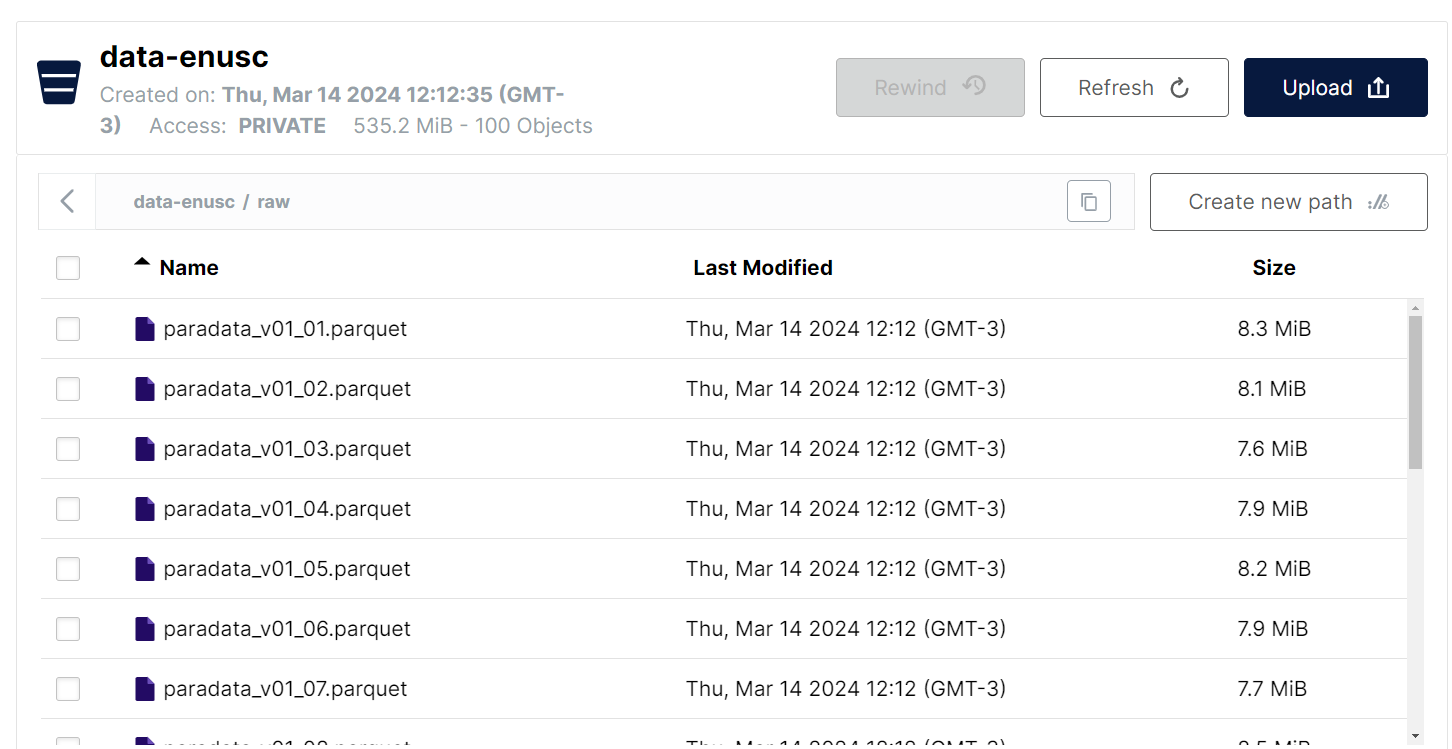 data-enusc
Created on: Thu, Mar 14 2024 12:12:35 (GMT-
3) Access: PRIVATE 535.2 MiB - 100 Objects
Rewind
Refresh
Upload
data-enusc / raw
Create new path
Name Last Modified Size
paradata_v01_01.parquet Thu, Mar 14 2024 12:12 (GMT-3) 8.3 MiB
paradata_v01_02.parquet Thu, Mar 14 2024 12:12 (GMT-3) 8.1 MiB
paradata_v01_03.parquet Thu, Mar 14 2024 12:12 (GMT-3) 7.6 MiB
paradata_v01_04.parquet Thu, Mar 14 2024 12:12 (GMT-3) 7.9 MiB
paradata_v01_05.parquet Thu, Mar 14 2024 12:12 (GMT-3) 8.2 MiB
paradata_v01_06.parquet Thu, Mar 14 2024 12:12 (GMT-3) 7.9 MiB
paradata_v01_07.parquet Thu, Mar 14 2024 12:12 (GMT-3) 7.7 MiB